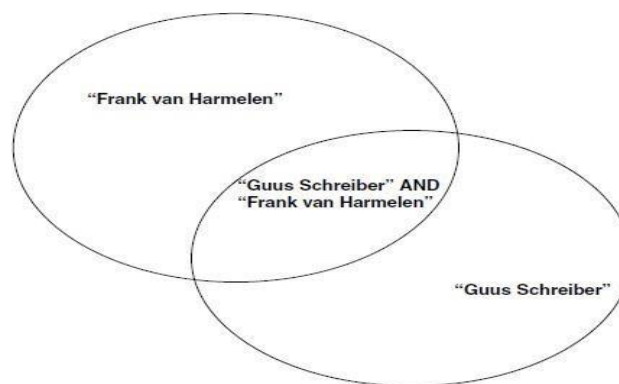 “Frank van Harmelen”
“Guus Schreiber” AND
“Frank van Harmelen”
“Guus Schreiber”